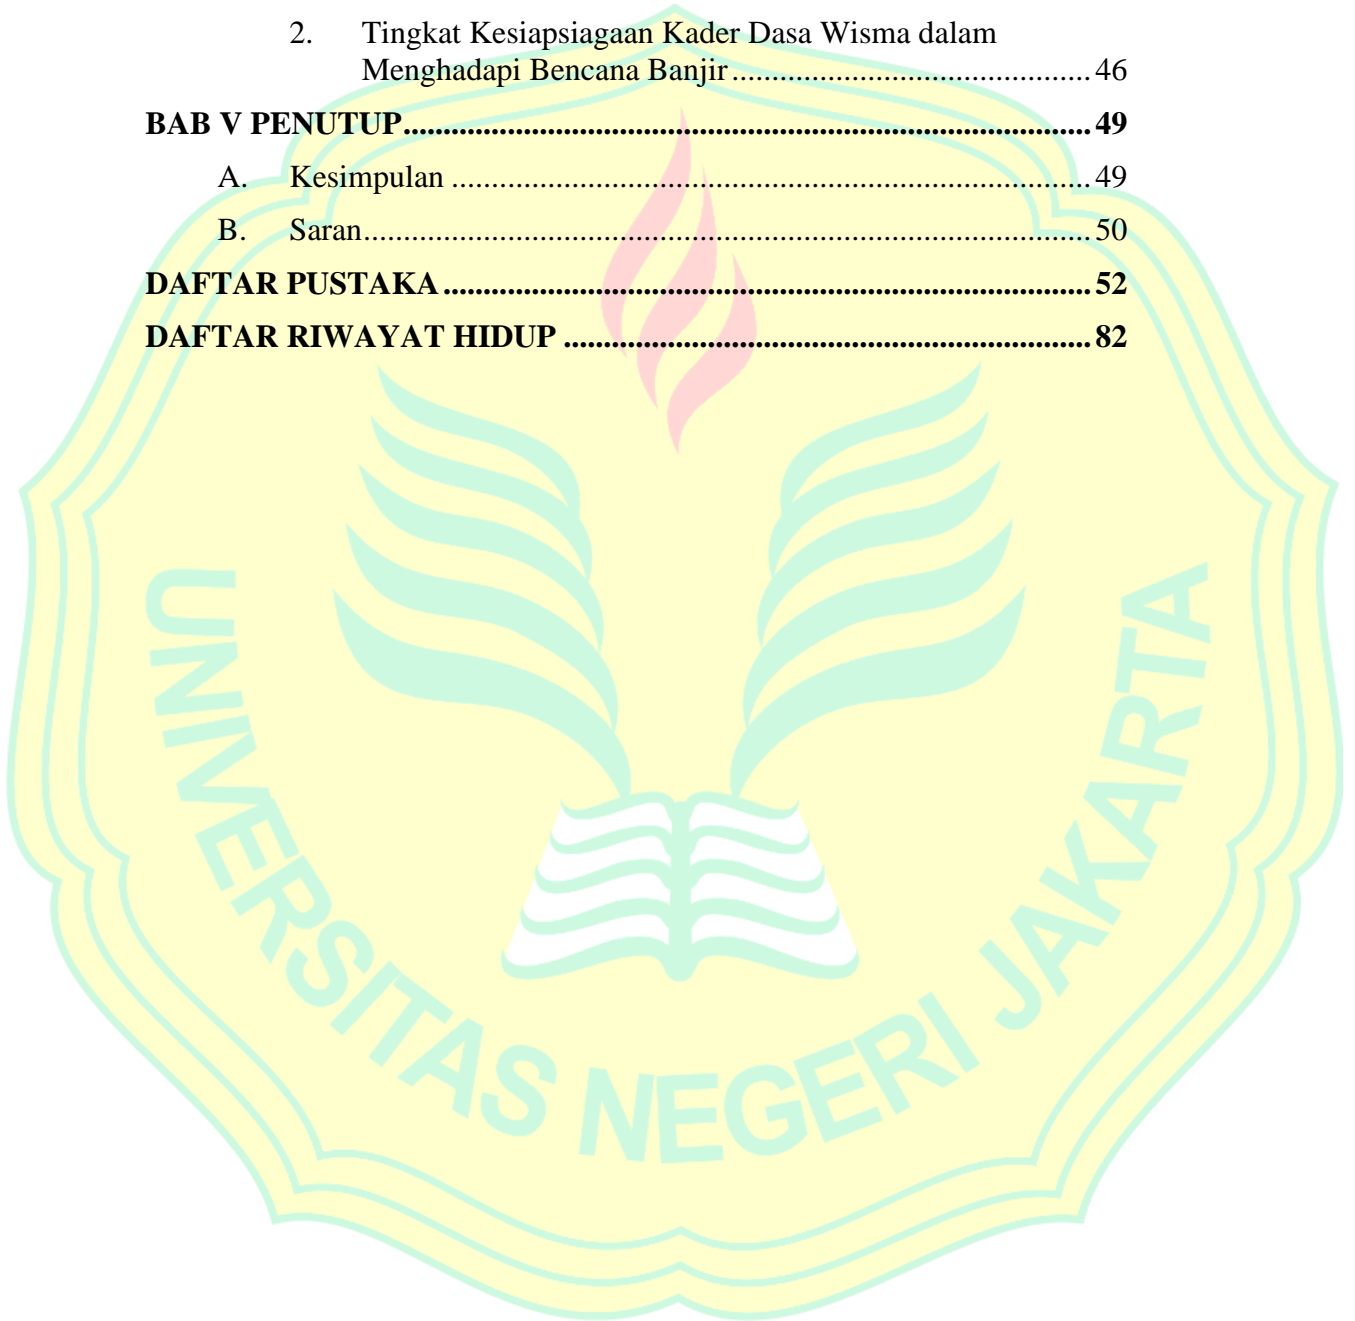 2. Tingkat Kesiapsiagaan Kader Dasa Wisma dalam
Menghadapi Bencana Banjir ............................................. 46
BAB V PENUTUP..................................................................................... 49
A. Kesimpulan ................................................................................ 49
B. Saran........................................................................................... 50
DAFTAR PUSTAKA ................................................................................ 52
DAFTAR RIWAYAT HIDUP ................................................................. 82
UNIVERSITAS NEGERI JAKARTA